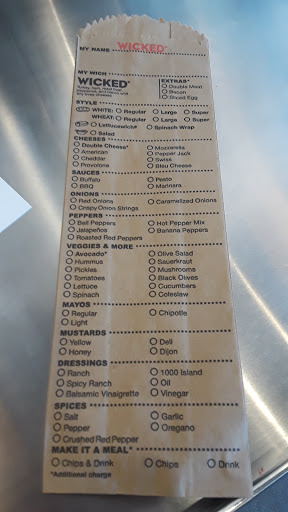 WICKED
MY NAME
MY WICH
WICKED EXTRAS*
Double Meat
Bacon
Sliced Egg
STYLE
WHITE: Regular Large Super
WHEAT: Regular Large Super
Lettucewich Spinach Wrap
Salad
CHEESES
Double Cheese* Mozzarella
American Pepper Jack
Cheddar Swiss
Provolone Bleu Cheese
SAUCES
Buffalo Pesto
BBQ Marinara
ONIONS
Red Onions Caramelized Onions
Crispy Onion Strings
PEPPERS
Bell Peppers Hot Pepper Mix
Jalapeños Banana Peppers
Roasted Red Peppers
VEGGIES & MORE
Avocado* Olive Salad
Hummus Sauerkraut
Pickles Mushrooms
Tomatoes Black Olives
Lettuce Cucumbers
Spinach Coleslaw
MAYOS
Regular Chipotle
Light
MUSTARDS
Yellow Deli
Honey Dijon
DRESSINGS
Ranch 1000 Island
Spicy Ranch Oil
Balsamic Vinaigrette Vinegar
SPICES
Salt Garlic
Pepper Oregano
Crushed Red Pepper
MAKE IT A MEAL*
Chips & Drink Chips Drink
*Additional charge